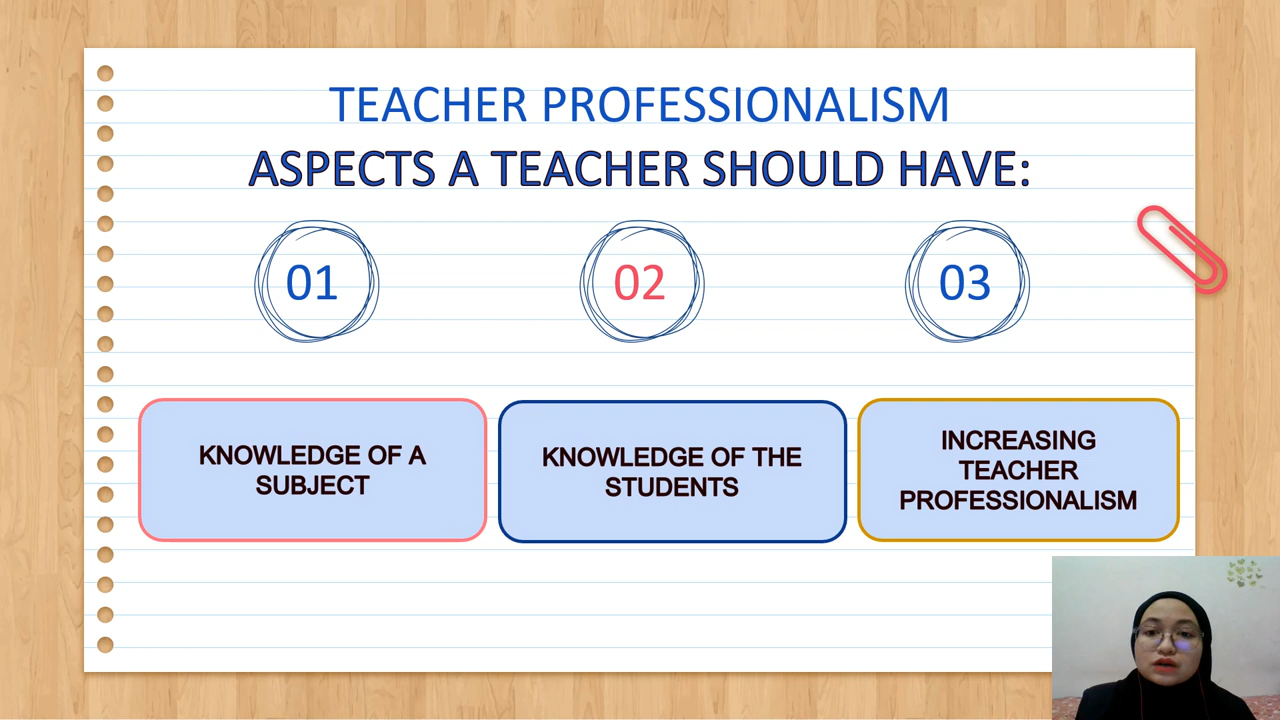 TEACHER PROFESSIONALISM
ASPECTS A TEACHER SHOULD HAVE:
01
02
03
KNOWLEDGE OF A
SUBJECT
KNOWLEDGE OF THE
STUDENTS
INCREASING
TEACHER
PROFESSIONALISM